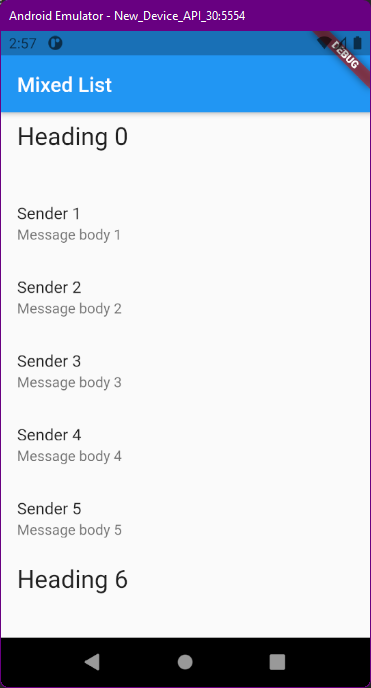 Android Emulator - New_Device_API_30:5554
2:57
DEBUG
Mixed List
Heading 0
Sender 1
Message body 1
Sender 2
Message body 2
Sender 3
Message body 3
Sender 4
Message body 4
Sender 5
Message body 5
Heading 6